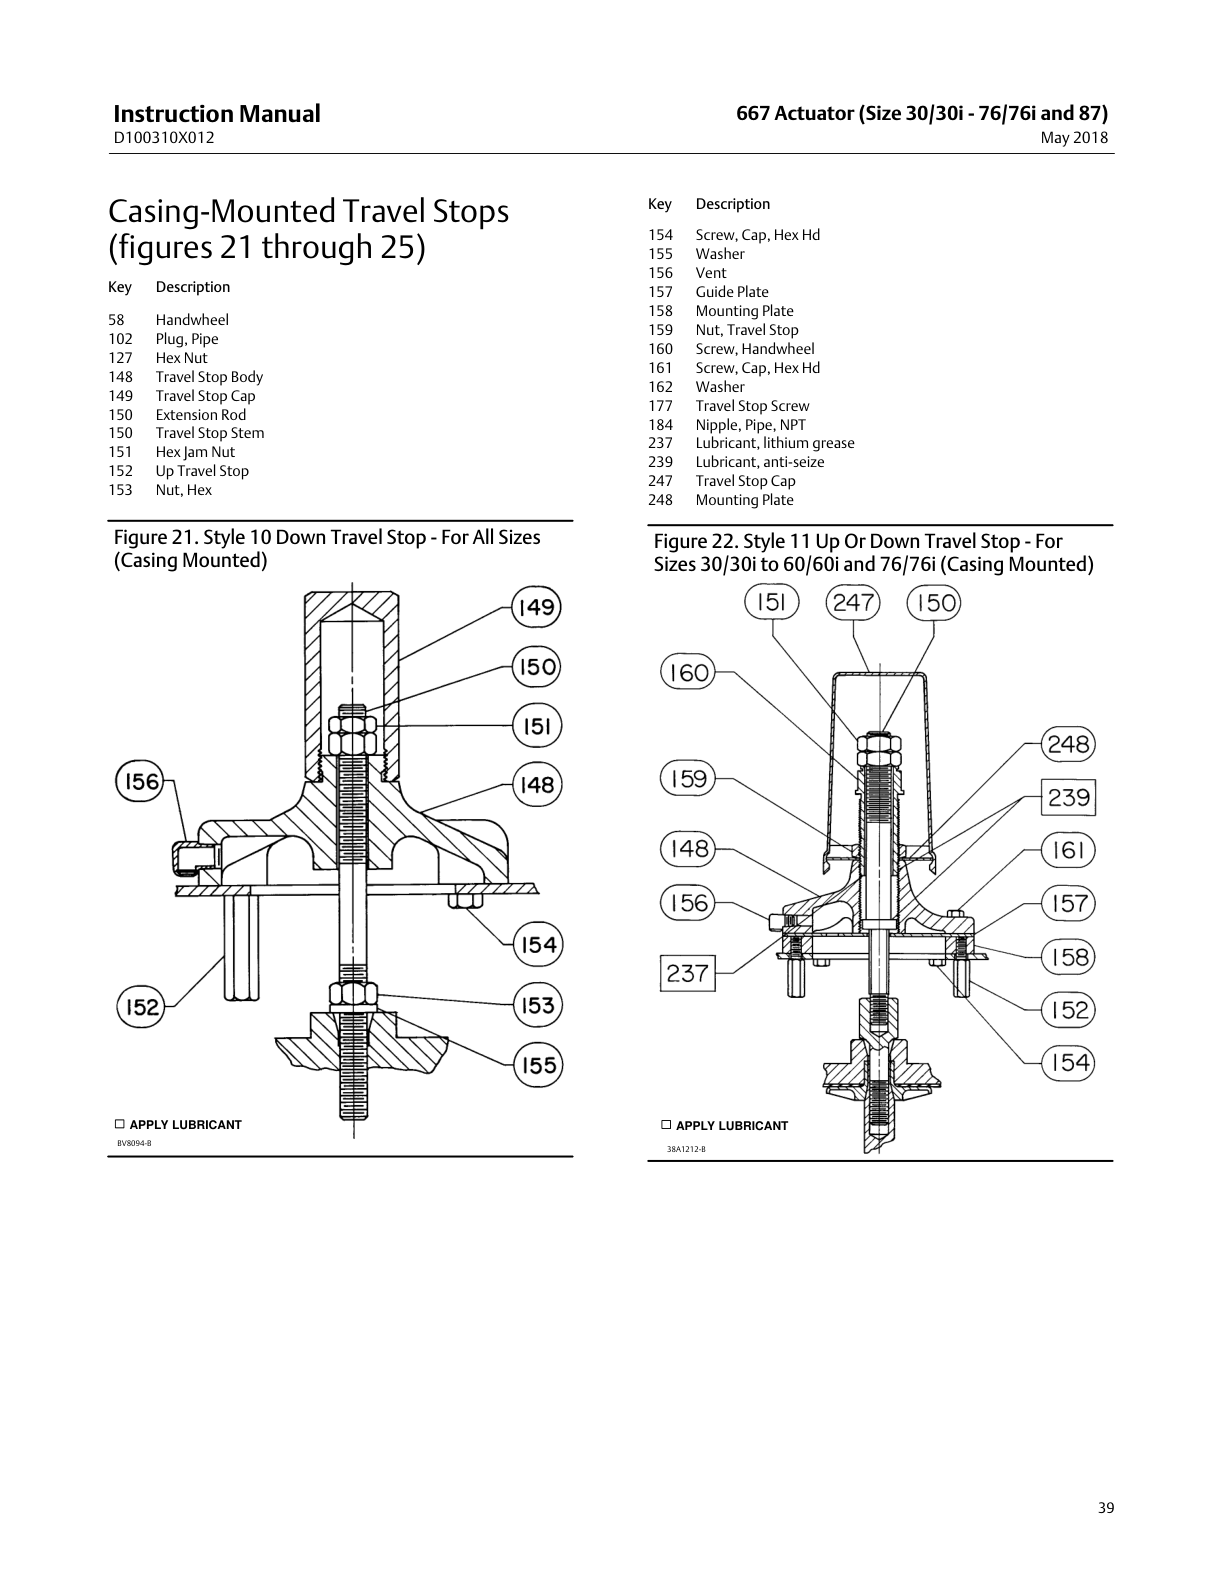 Instruction Manual
D100310X012
667 Actuator (Size 30/30i - 76/76i and 87)
May 2018
Casing-Mounted Travel Stops
(figures 21 through 25)
Key Description
58 Handwheel
102 Plug, Pipe
127 Hex Nut
148 Travel Stop Body
149 Travel Stop Cap
150 Extension Rod
150 Travel Stop Stem
151 Hex Jam Nut
152 Up Travel Stop
153 Nut, Hex
Figure 21. Style 10 Down Travel Stop - For All Sizes
(Casing Mounted)
149
150
151
156
148
154
152
153
155
□ APPLY LUBRICANT
BV8094-B
Key Description
154 Screw, Cap, Hex Hd
155 Washer
156 Vent
157 Guide Plate
158 Mounting Plate
159 Nut, Travel Stop
160 Screw, Handwheel
161 Screw, Cap, Hex Hd
162 Washer
177 Travel Stop Screw
184 Nipple, Pipe, NPT
237 Lubricant, lithium grease
239 Lubricant, anti-seize
247 Travel Stop Cap
248 Mounting Plate
Figure 22. Style 11 Up Or Down Travel Stop - For
Sizes 30/30i to 60/60i and 76/76i (Casing Mounted)
151 247 150
160
248
159
239
148
161
156
157
237
158
152
154
□ APPLY LUBRICANT
38A1212-B
39